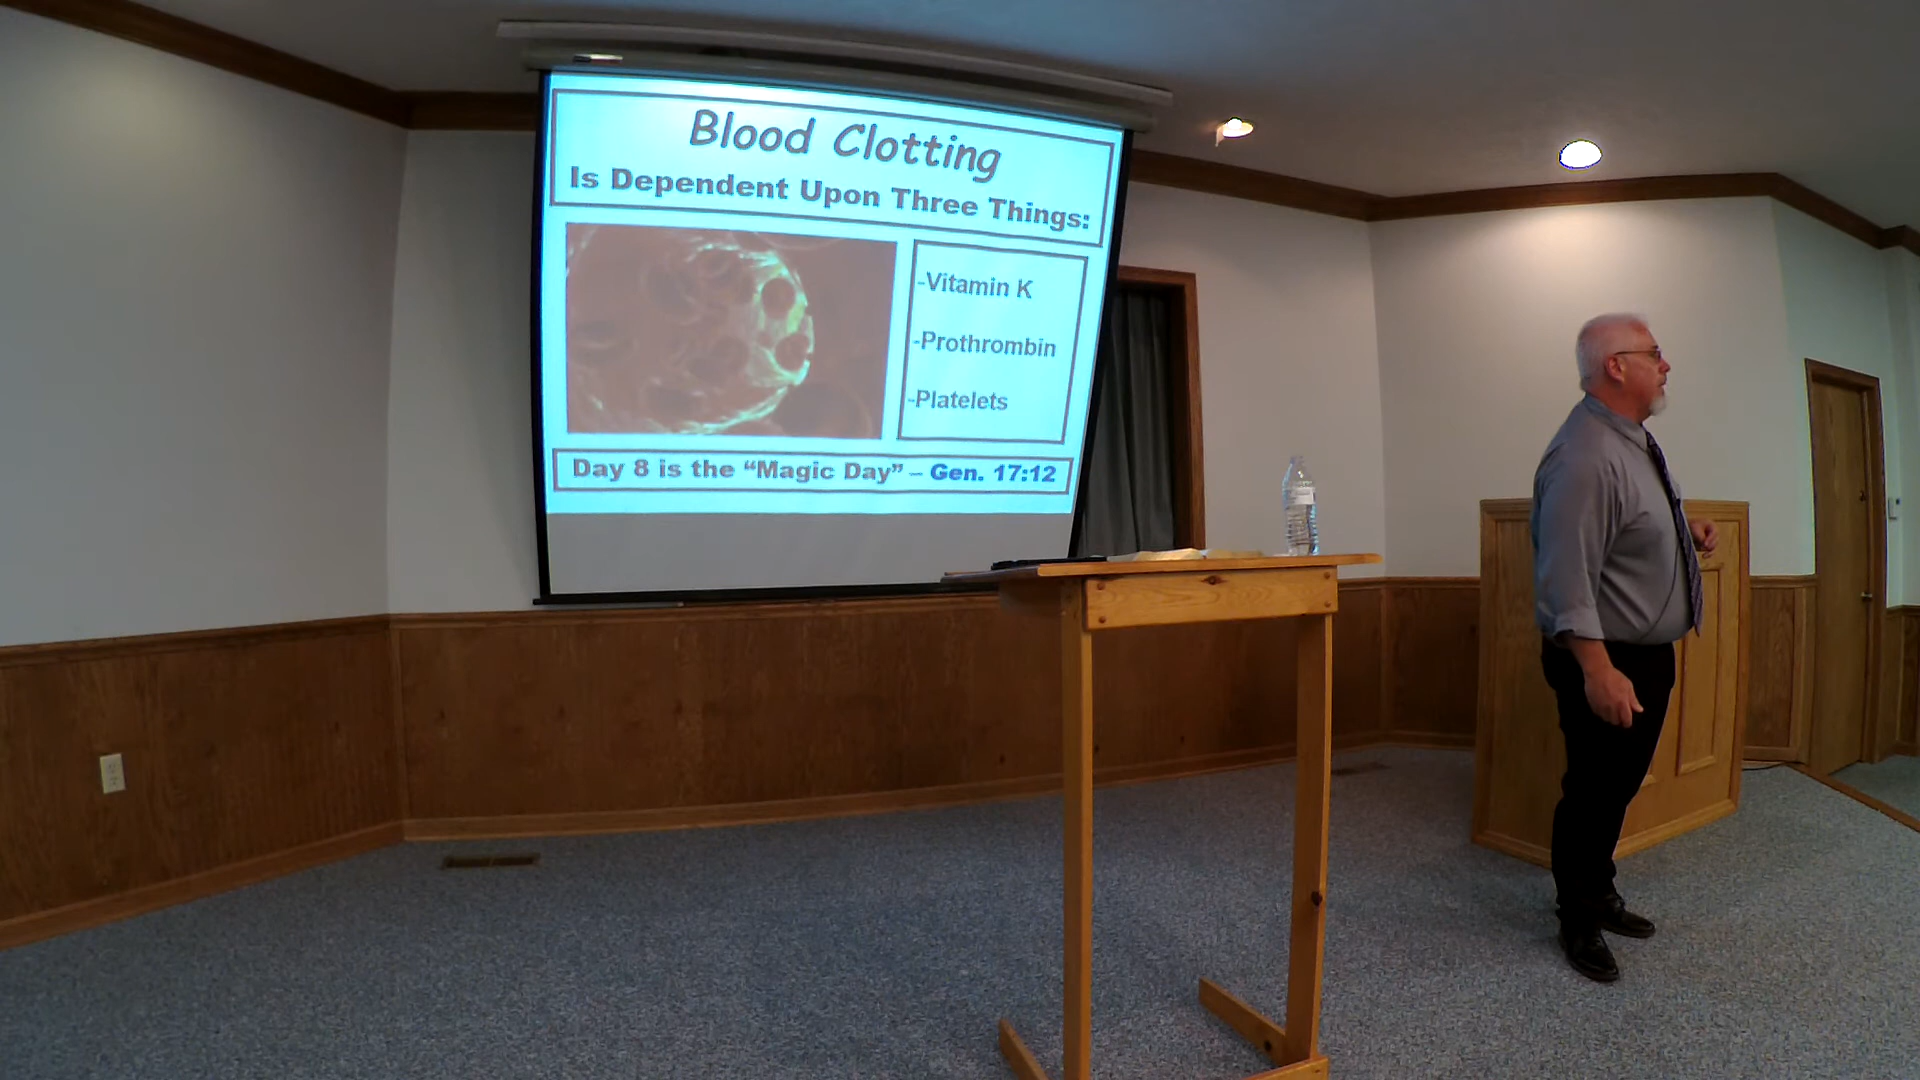 Blood Clotting
Is Dependent Upon Three Things:
-Vitamin K
-Prothrombin
-Platelets
Day 8 is the “Magic Day” – Gen. 17:12